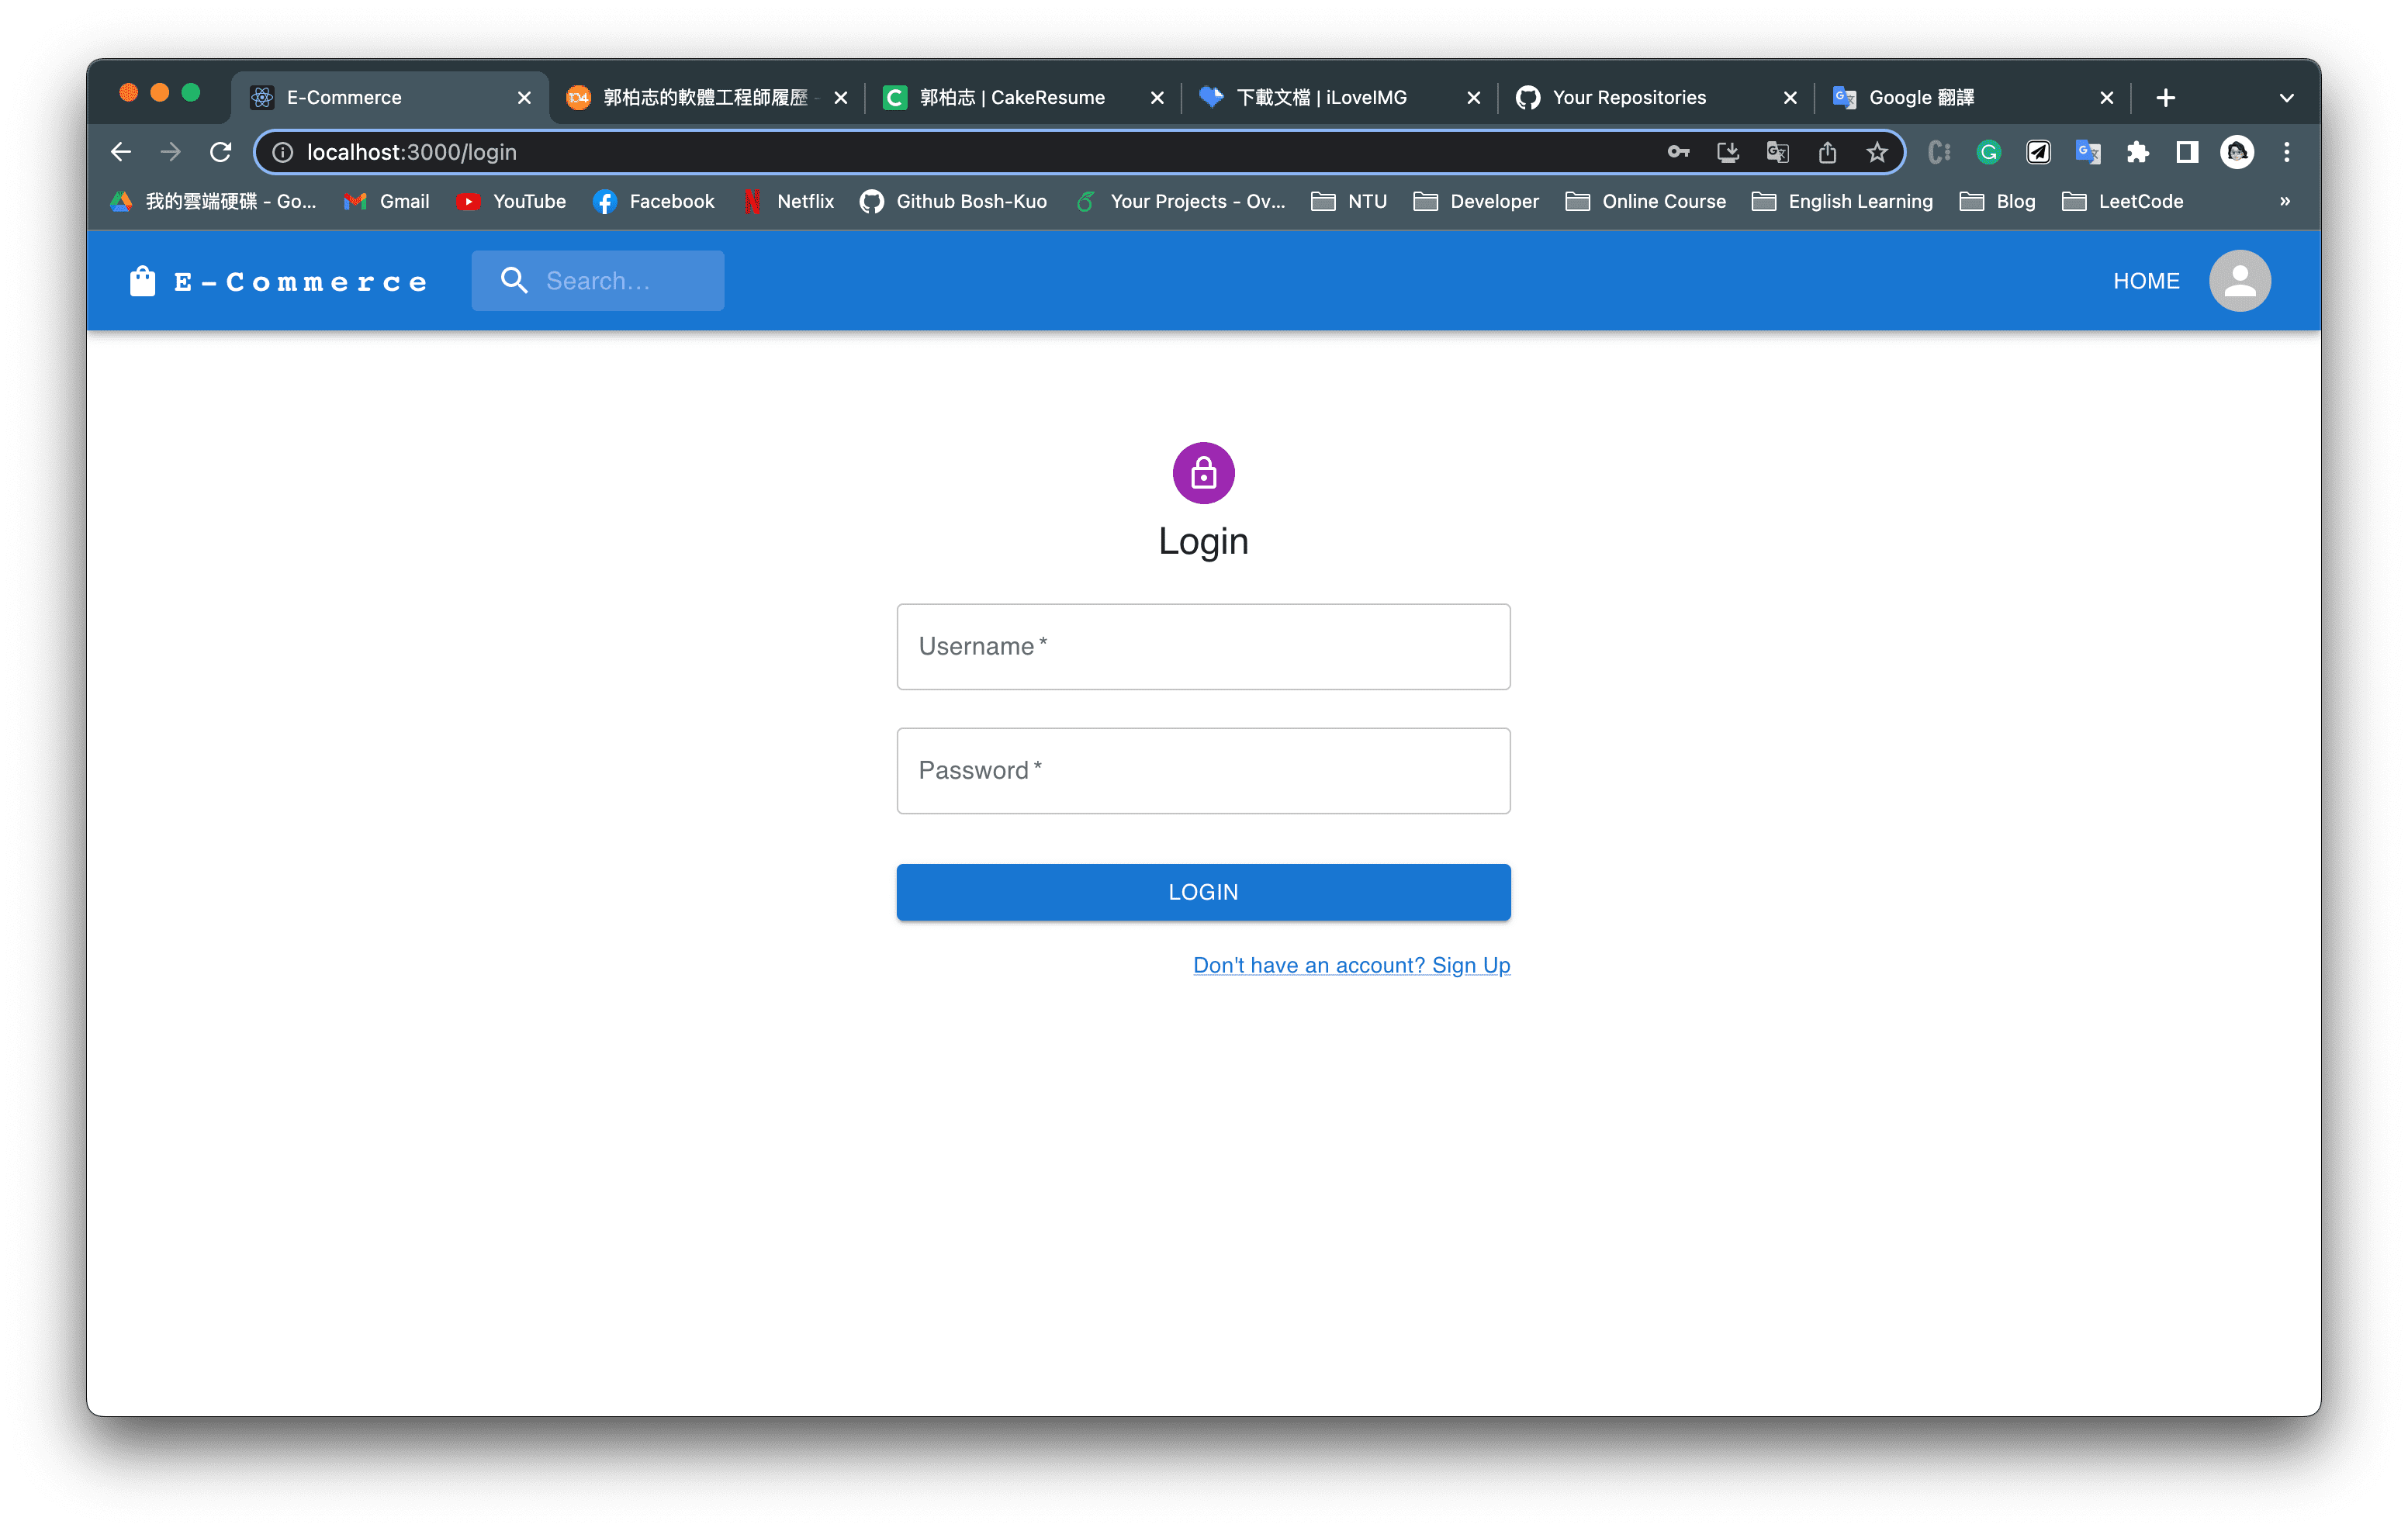 E-Commerce
郭柏志的軟體工程師履歷 -
郭柏志 | CakeResume
下載文檔 | iLoveIMG
Your Repositories
Google 翻譯
localhost:3000/login
我的雲端硬碟 - Go...
Gmail
YouTube
Facebook
Netflix
Github Bosh-Kuo
Your Projects - Ov...
NTU
Developer
Online Course
English Learning
Blog
LeetCode
»
E-Commerce
Search...
HOME
Login
Username *
Password *
LOGIN
Don't have an account? Sign Up